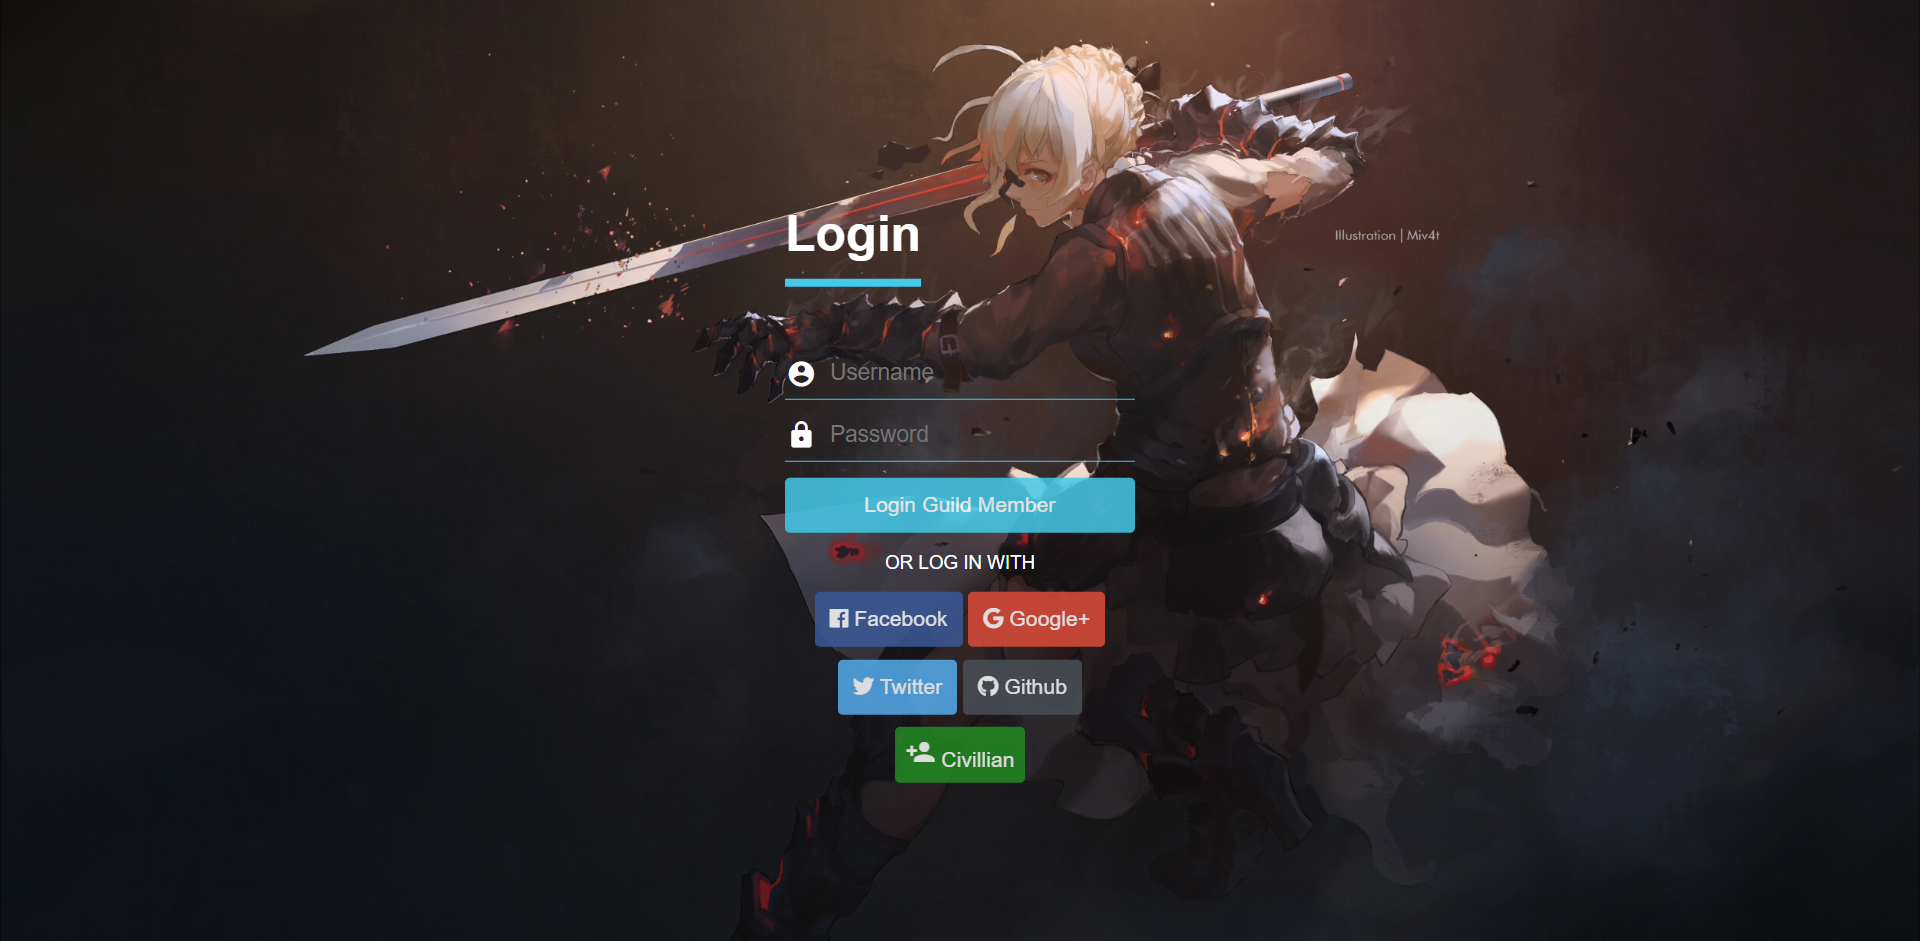 Login
Illustration | Miv4t
Username
Password
Login Guild Member
OR LOG IN WITH
Facebook Google+
Twitter Github
Civillian